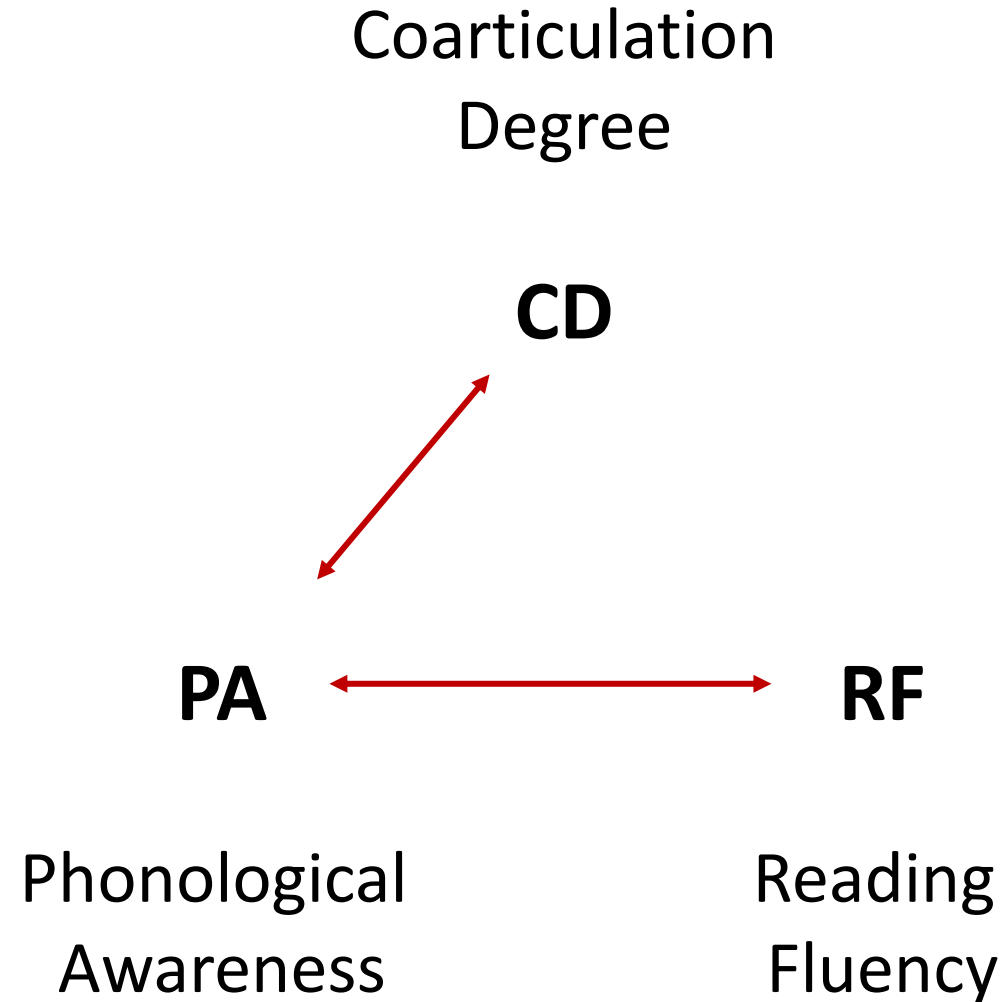 Coarticulation
Degree
CD
PA
RF
Phonological
Awareness
Reading
Fluency